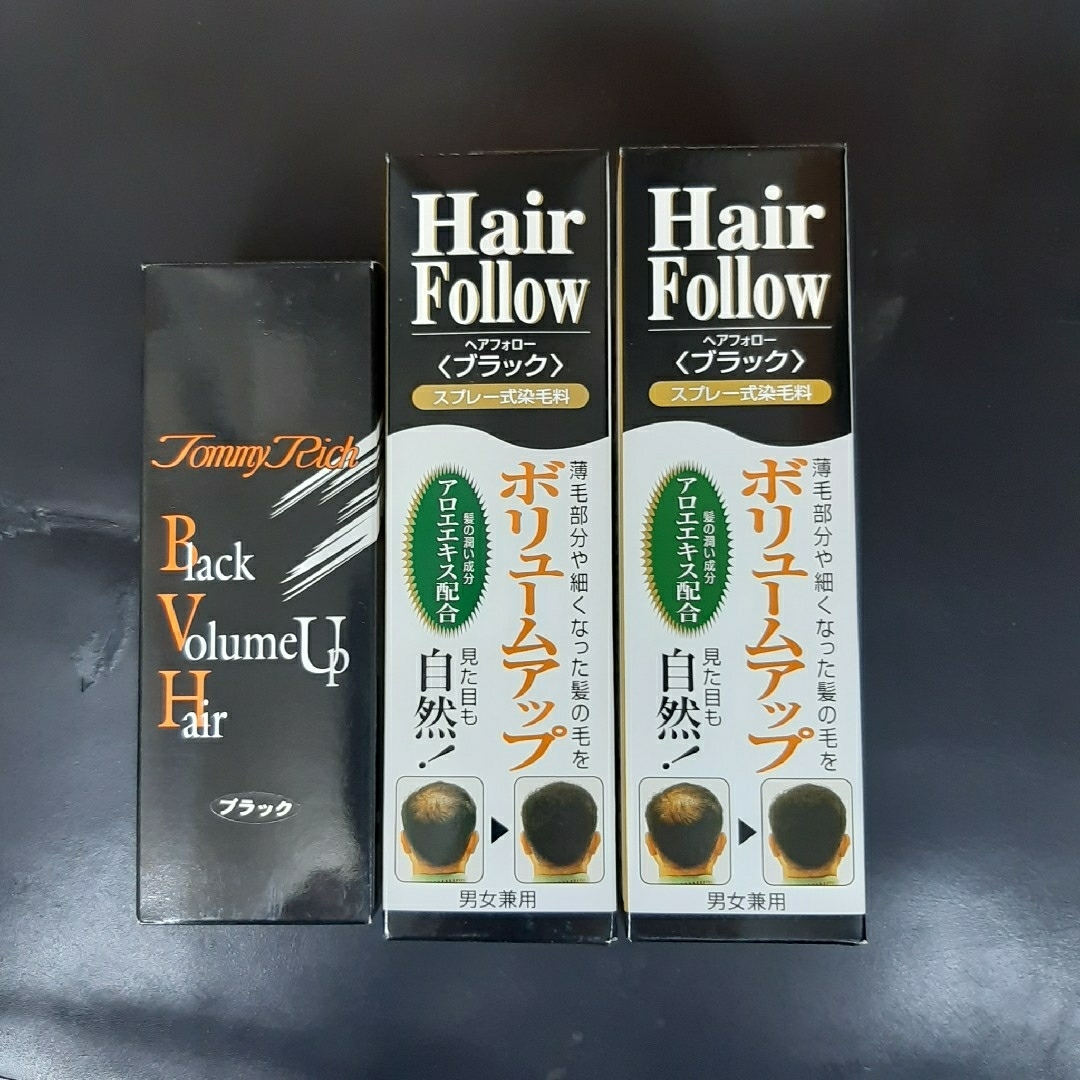 Tommy Rich
Black
Volume Up
Hair
ブラック
Hair
Follow
ヘアフォロー
〈ブラック〉
スプレー式染毛料
薄毛部分や細くなった髪の毛を
ボリュームアップ
髪の潤い成分
アロエエキス配合
見た目も
自然!
男女兼用
Hair
Follow
ヘアフォロー
〈ブラック〉
スプレー式染毛料
薄毛部分や細くなった髪の毛を
ボリュームアップ
髪の潤い成分
アロエエキス配合
見た目も
自然!
男女兼用